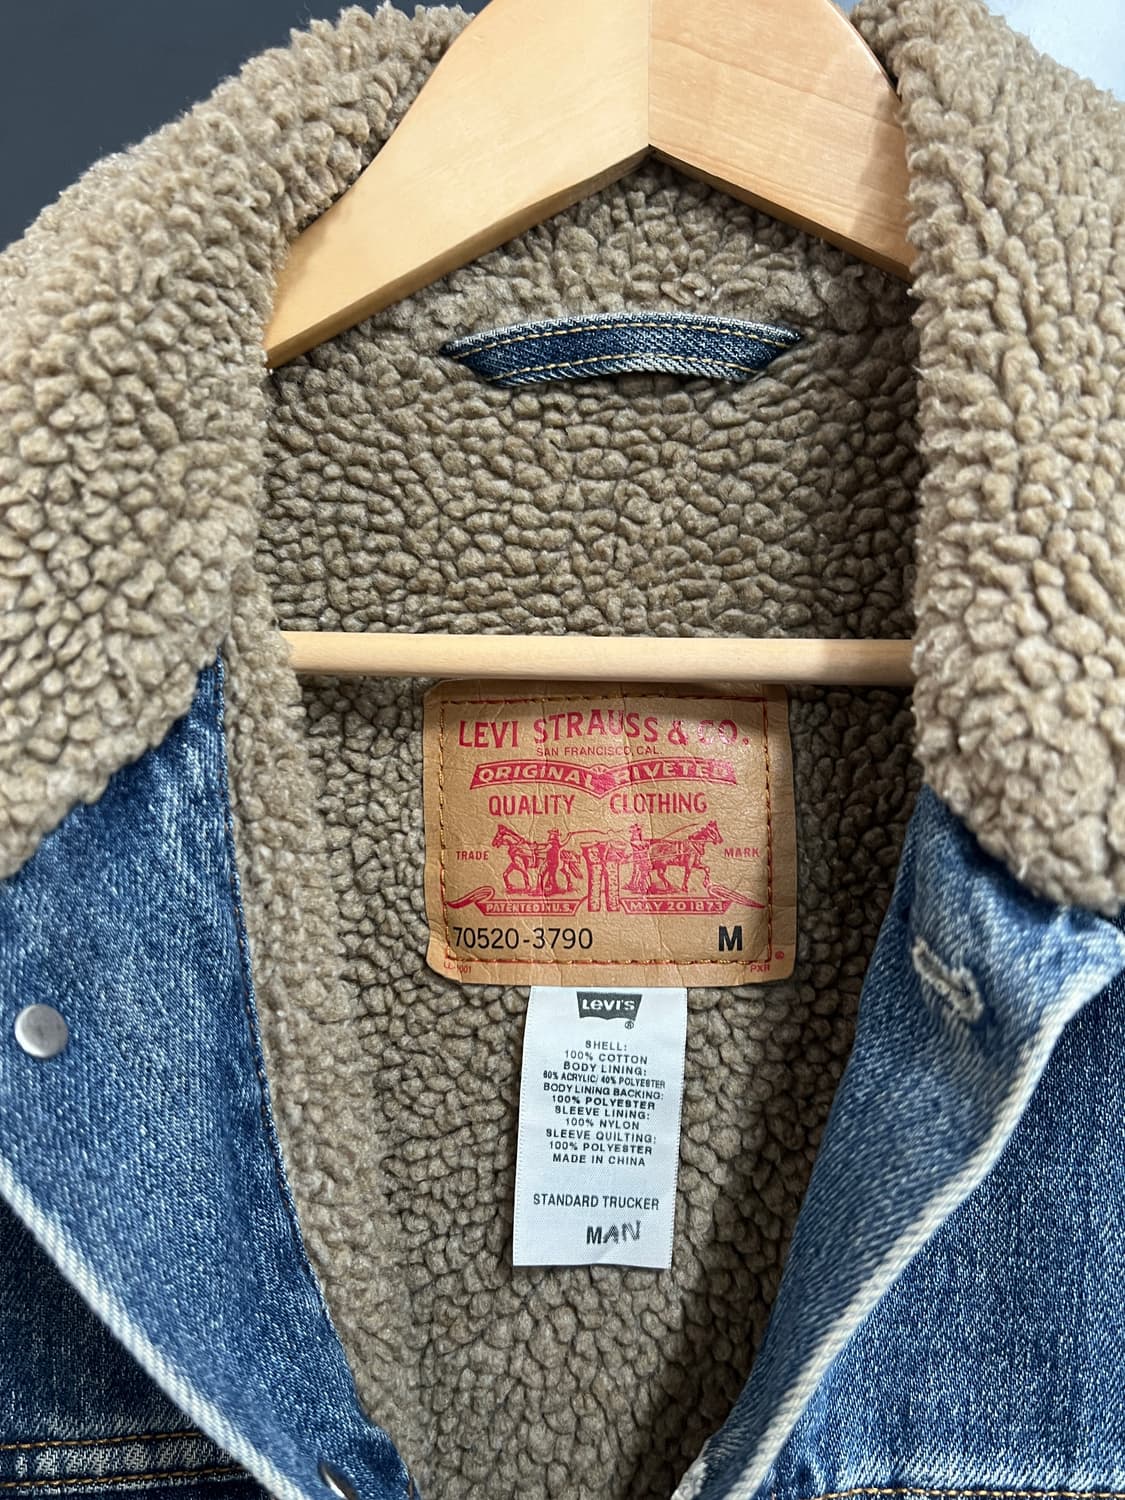 LEVI STRAUSS & CO.
SAN FRANCISCO, CAL.
ORIGINAL RIVETED
QUALITY CLOTHING
TRADE MARK
PATENTED IN U.S. MAY 20 1873
70520-3790 M
PXR ®
Levi's
®
SHELL:
100% COTTON
BODY LINING:
60% ACRYLIC/ 40% POLYESTER
BODY LINING BACKING:
100% POLYESTER
SLEEVE LINING:
100% NYLON
SLEEVE QUILTING:
100% POLYESTER
MADE IN CHINA
STANDARD TRUCKER
MAN